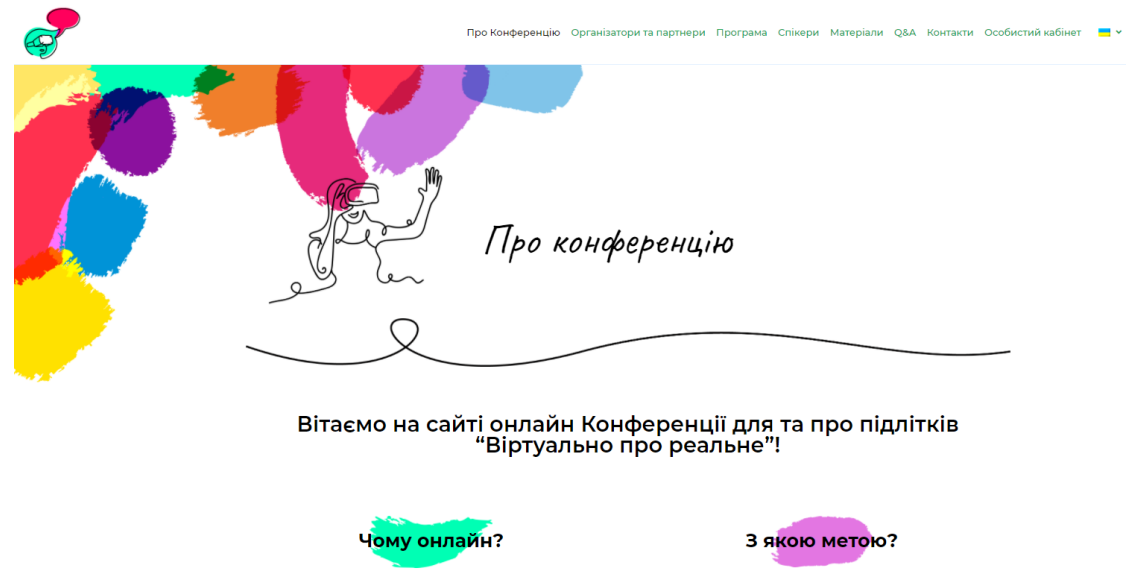 Про Конференцію Організатори та партнери Програма Спікери Матеріали Q&A Контакти Особистий кабінет
Про конференцію
Вітаємо на сайті онлайн Конференції для та про підлітків
“Віртуально про реальне”!
Чому онлайн? З якою метою?